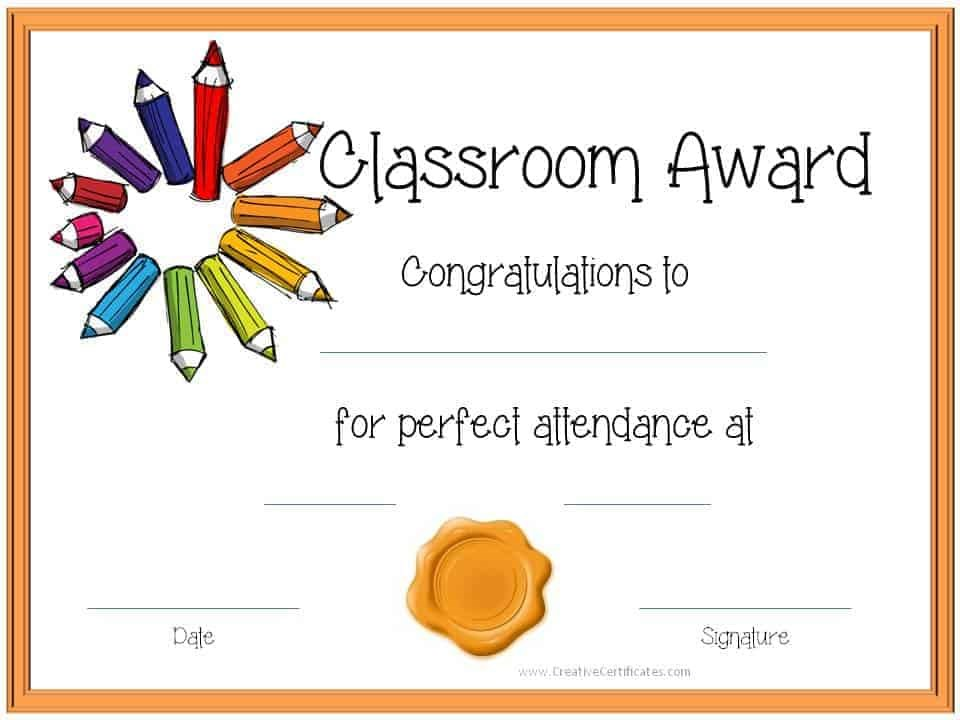 Classroom Award
Congratulations to
for perfect attendance at
Date
Signature
www.CreativeCertificates.com